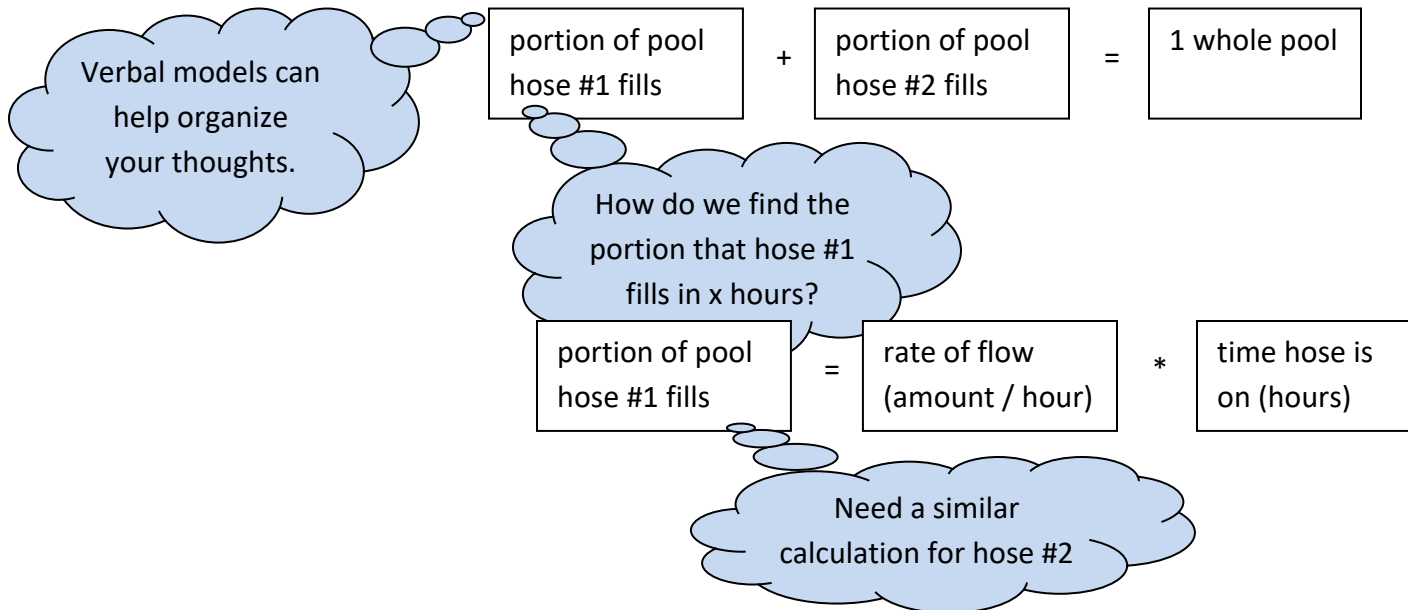 Verbal models can
help organize
your thoughts.
portion of pool
hose #1 fills
+
portion of pool
hose #2 fills
=
1 whole pool
How do we find the
portion that hose #1
fills in x hours?
portion of pool
hose #1 fills
=
rate of flow
(amount / hour)
*
time hose is
on (hours)
Need a similar
calculation for hose #2